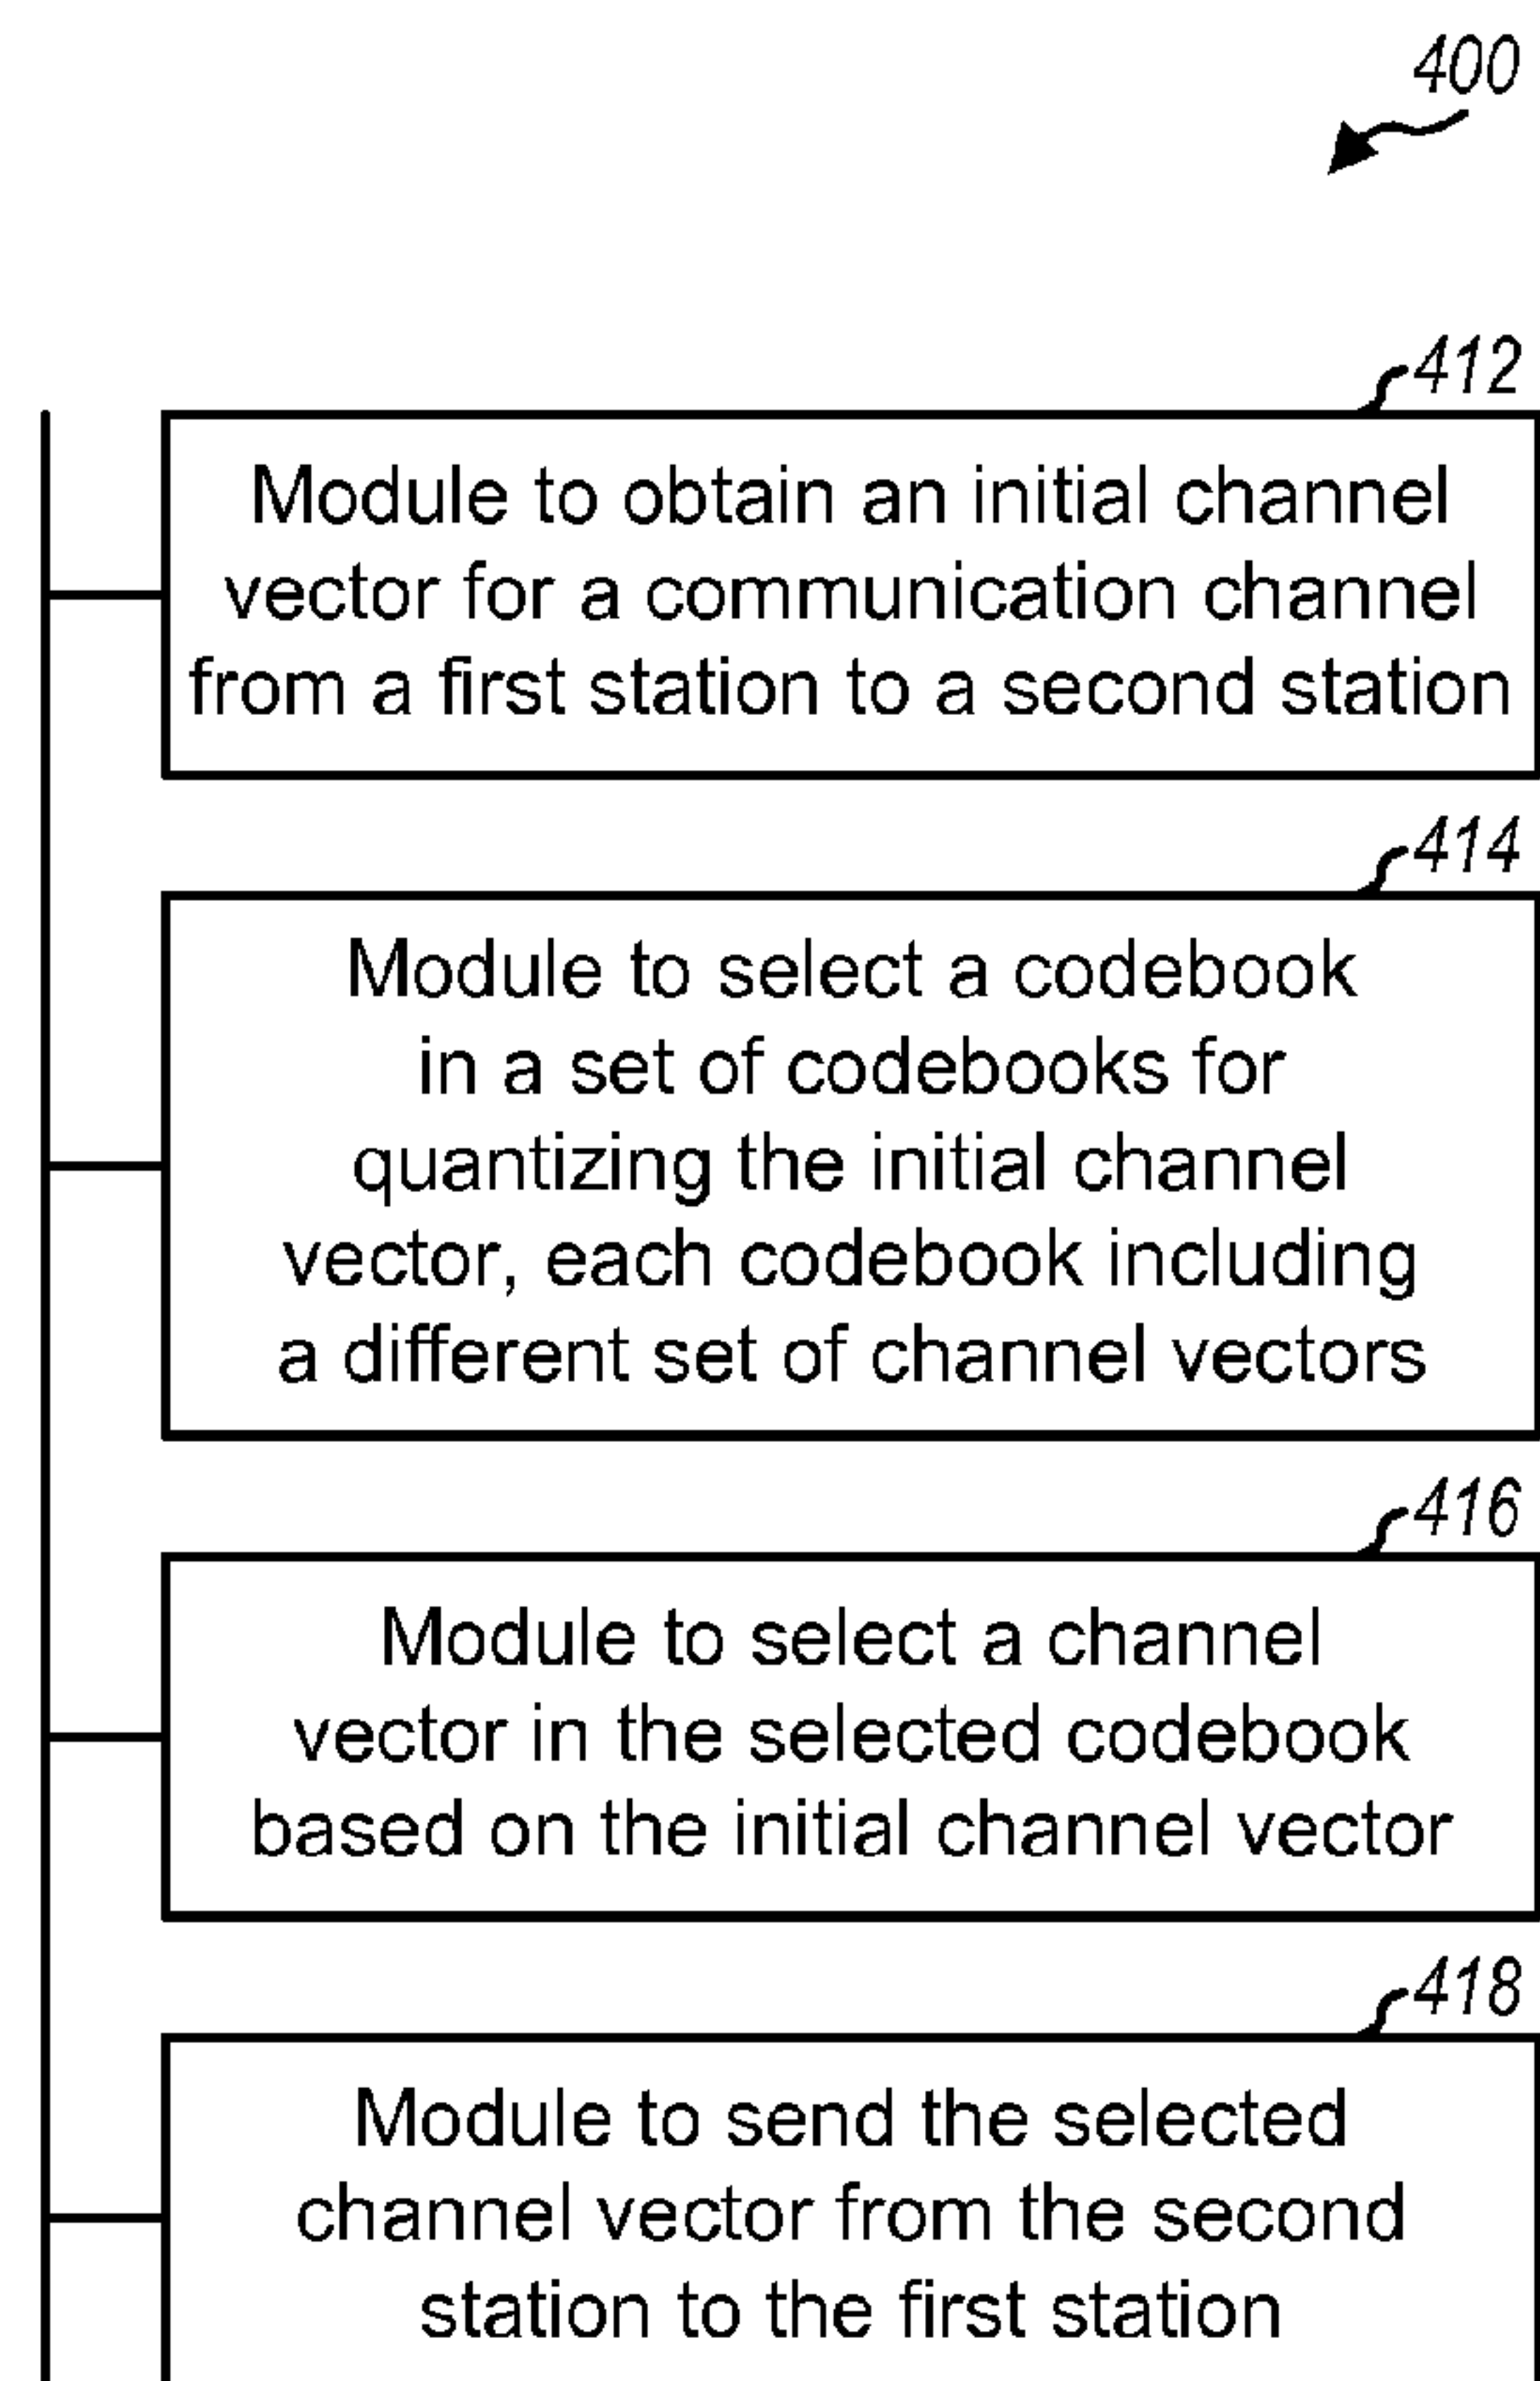 400
412
Module to obtain an initial channel
vector for a communication channel
from a first station to a second station
414
Module to select a codebook
in a set of codebooks for
quantizing the initial channel
vector, each codebook including
a different set of channel vectors
416
Module to select a channel
vector in the selected codebook
based on the initial channel vector
418
Module to send the selected
channel vector from the second
station to the first station